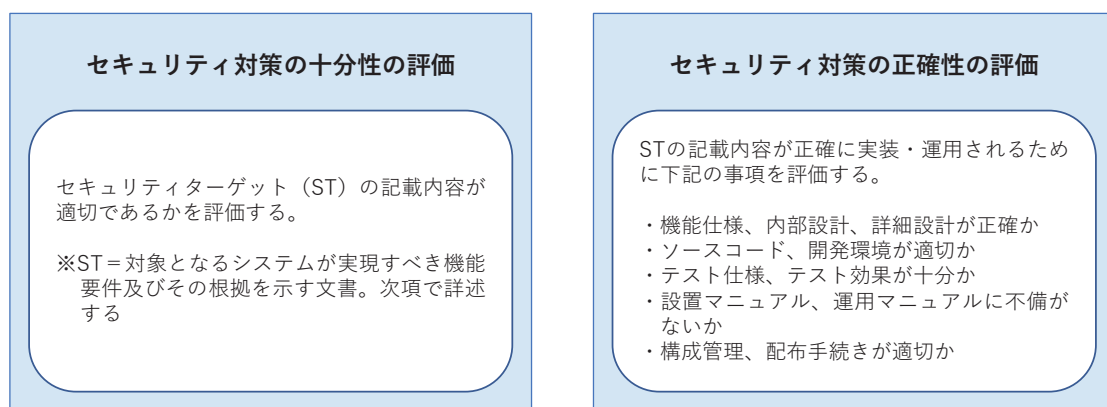 セキュリティ対策の十分性の評価
セキュリティターゲット（ST）の記載内容が
適切であるかを評価する。
※ST＝対象となるシステムが実現すべき機能
要件及びその根拠を示す文書。次項で詳述
する
セキュリティ対策の正確性の評価
STの記載内容が正確に実装・運用されるため
に下記の事項を評価する。
・機能仕様、内部設計、詳細設計が正確か
・ソースコード、開発環境が適切か
・テスト仕様、テスト効果が十分か
・設置マニュアル、運用マニュアルに不備が
ないか
・構成管理、配布手続きが適切か